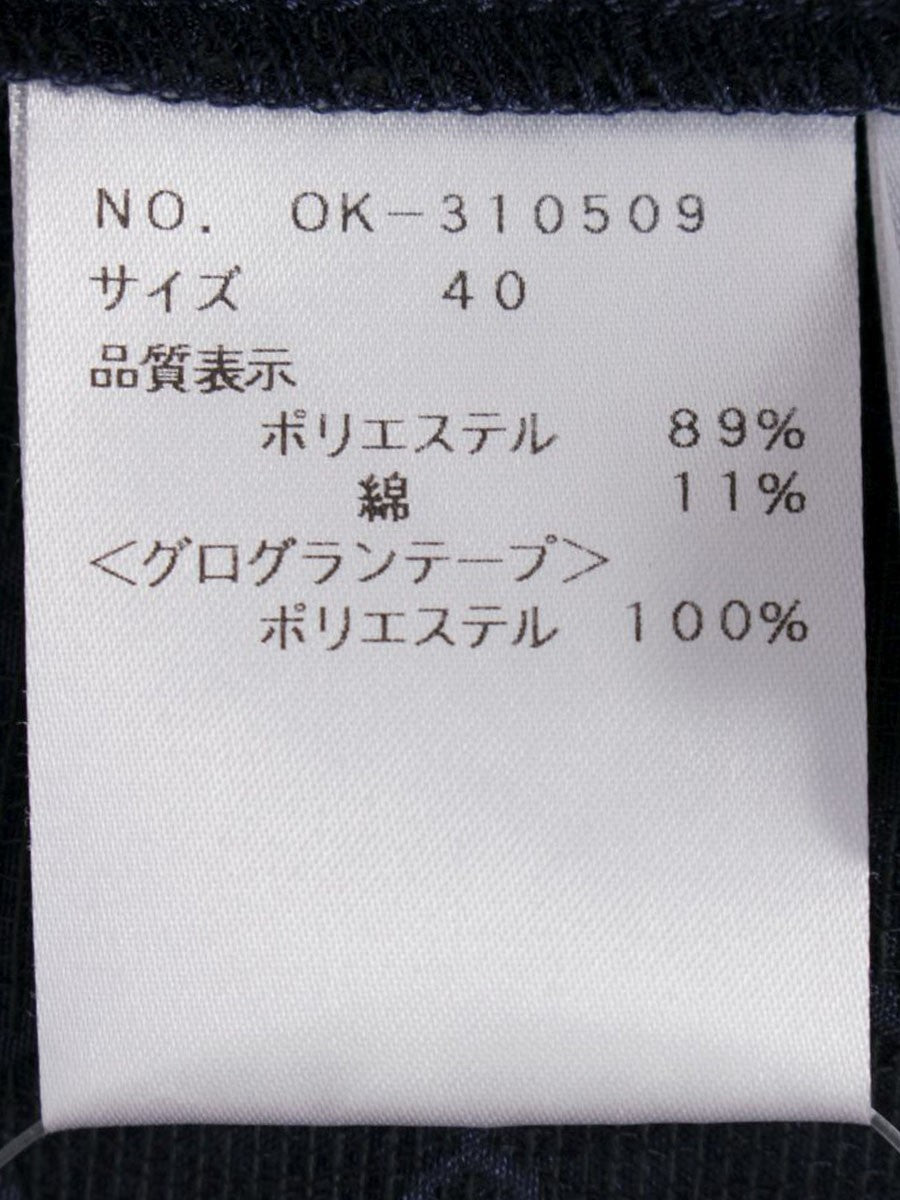 NO. OK-310509
サイズ 40
品質表示
ポリエステル 89%
綿 11%
<グログランテープ>
ポリエステル 100%